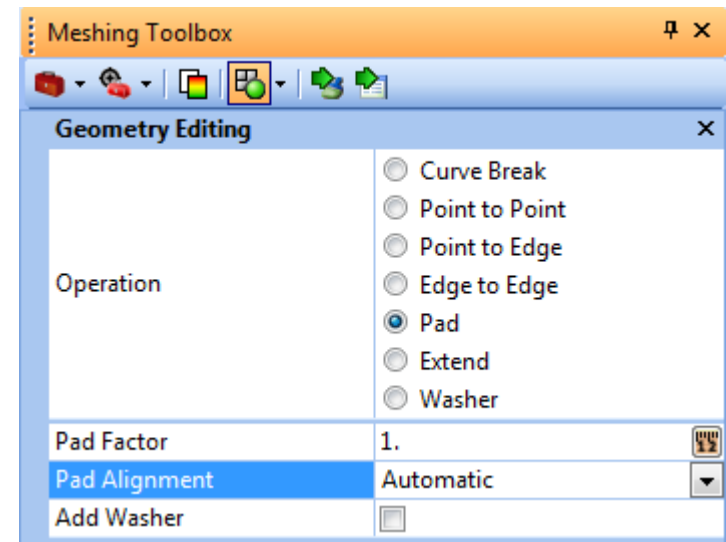 Meshing Toolbox
Geometry Editing
Operation
Curve Break
Point to Point
Point to Edge
Edge to Edge
Pad
Extend
Washer
Pad Factor 1.
Pad Alignment Automatic
Add Washer